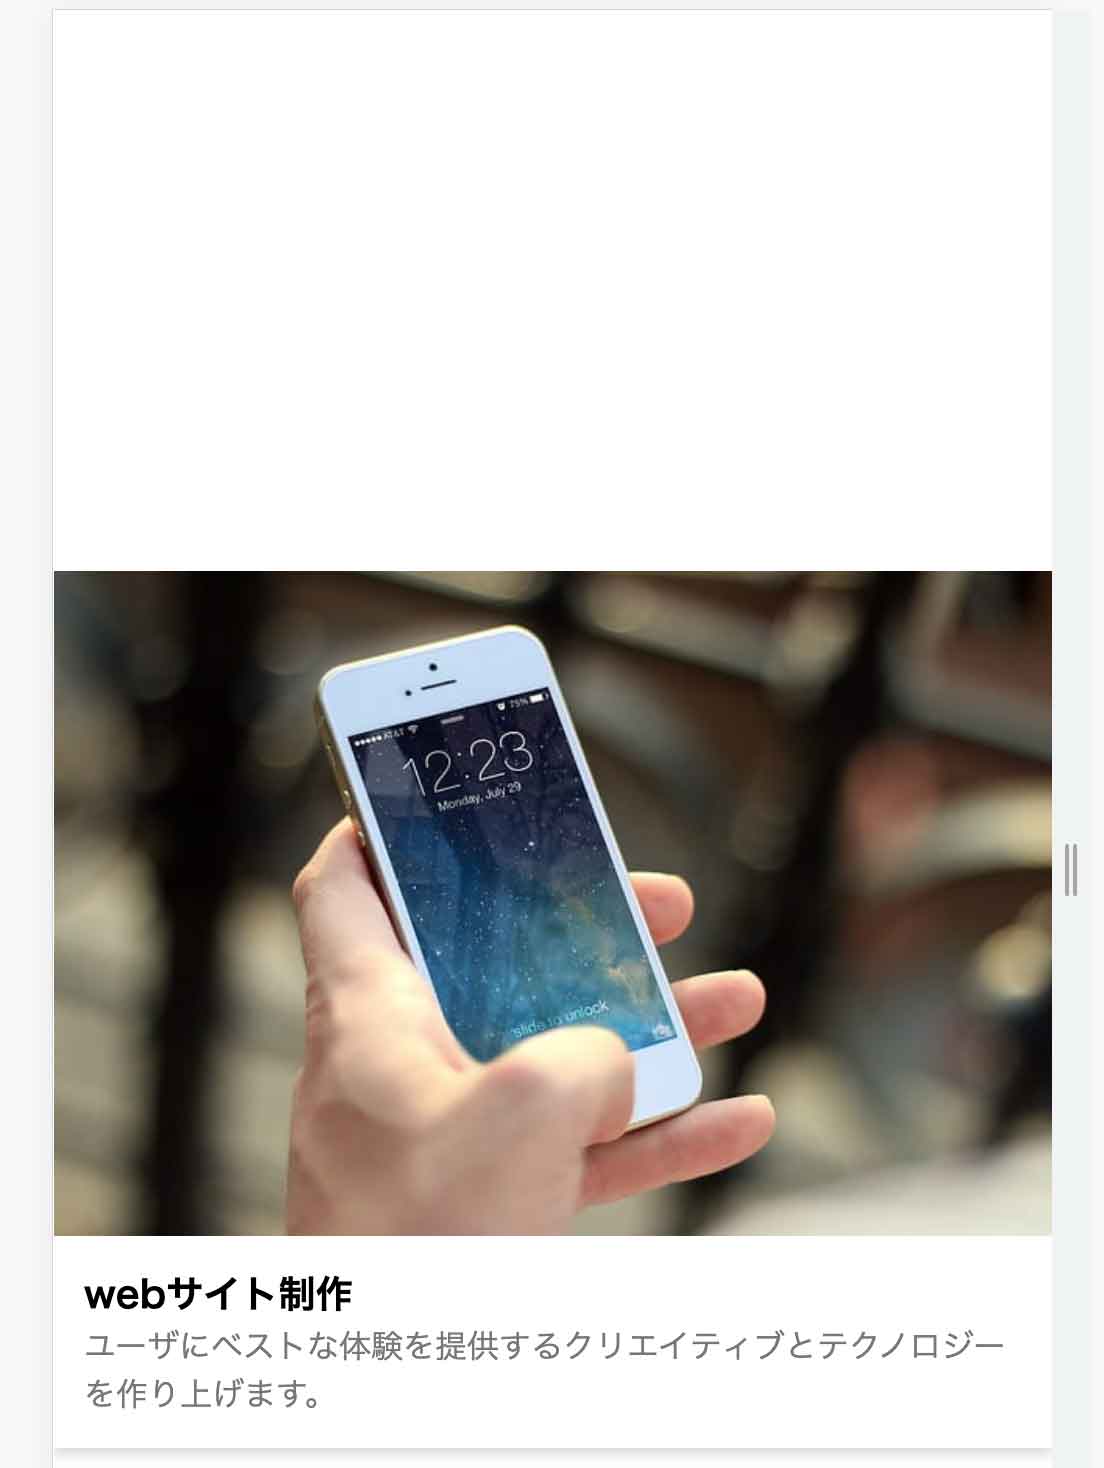 ●●●●● AT&T 75%
12:23
Monday, July 29
slide to unlock
webサイト制作
ユーザにベストな体験を提供するクリエイティブとテクノロジー
を作り上げます。